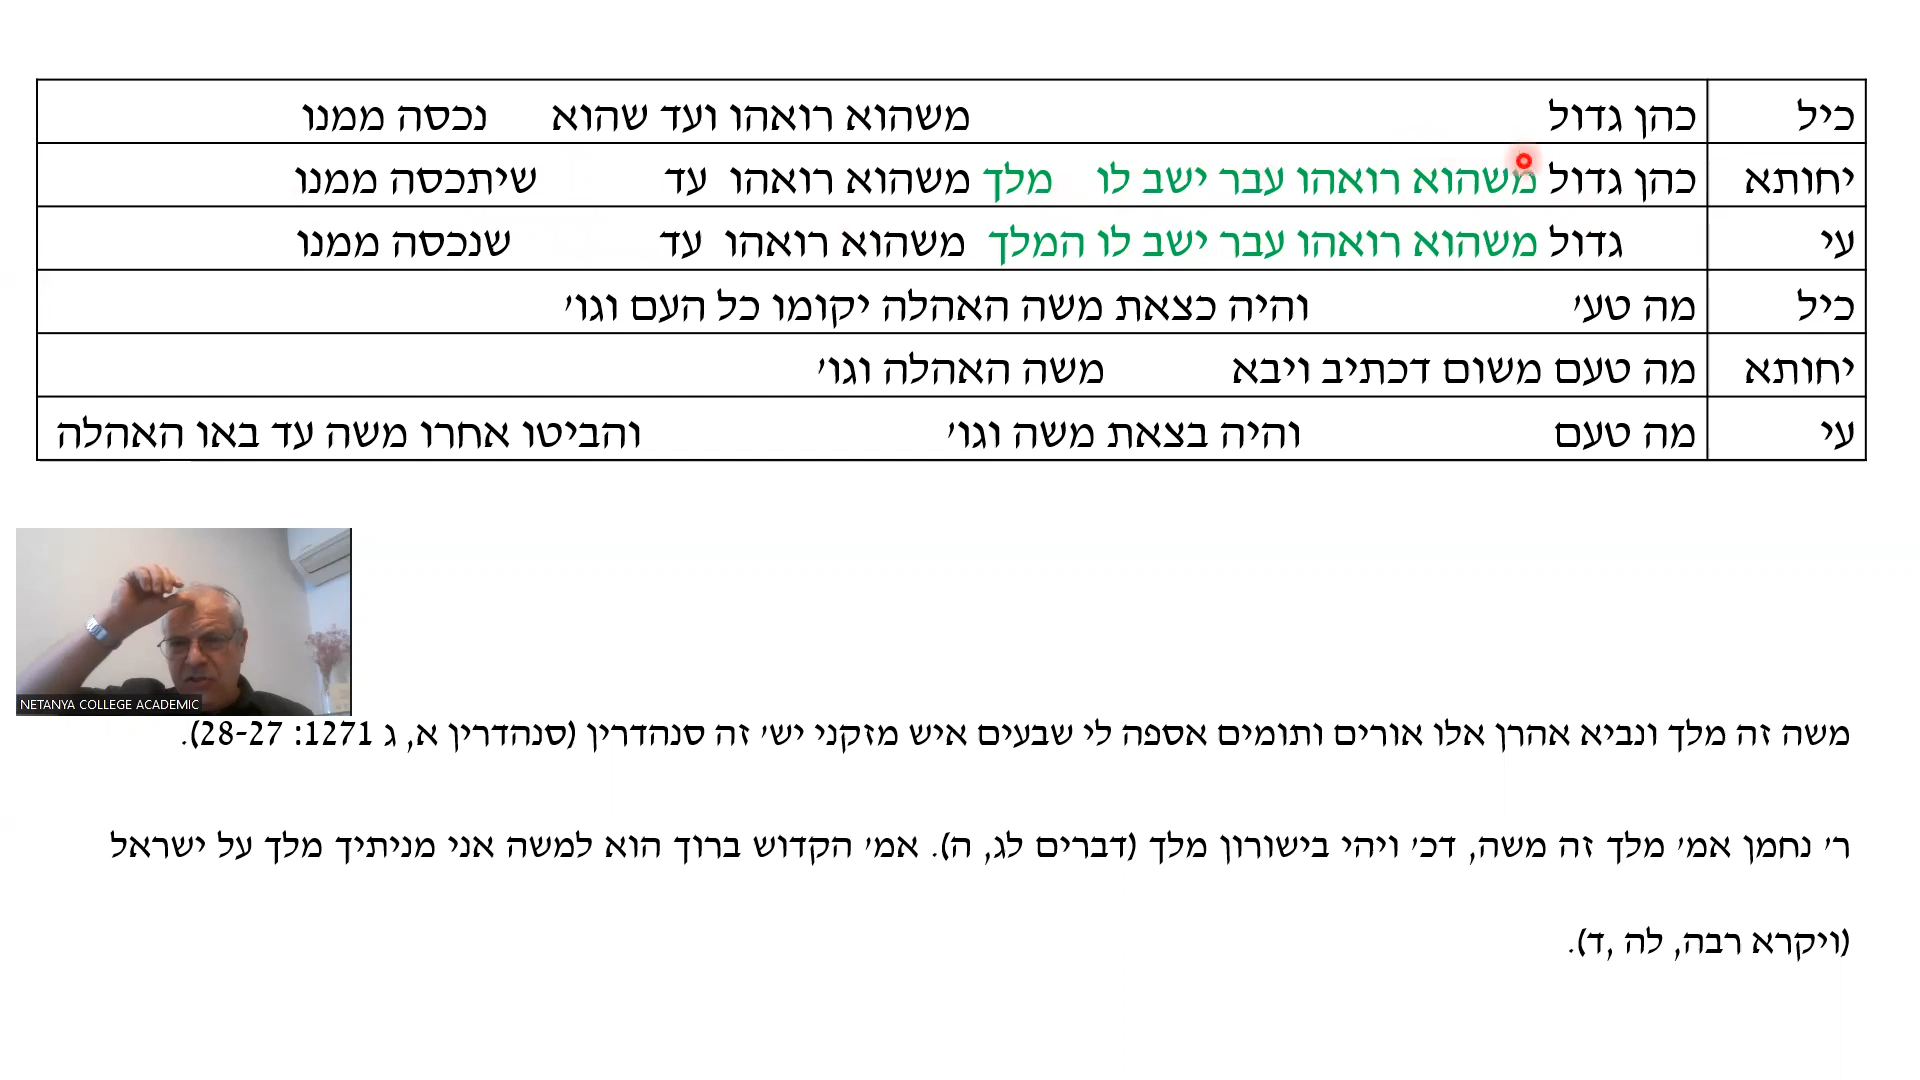 כיל כהן גדול משהוא רואהו ועד שהוא נכסה ממנו
יחותא כהן גדול משהוא רואהו עבר ישב לו מלך משהוא רואהו עד שיתכסה ממנו
עי גדול משהוא רואהו עבר ישב לו המלך משהוא רואהו עד שנכסה ממנו
כיל מה טע׳ והיה כצאת משה האהלה יקומו כל העם וגו׳
יחותא מה טעם משום דכתיב ויבא משה האהלה וגו׳
עי מה טעם והיה בצאת משה וגו׳ והביטו אחרו משה עד באו האהלה
NETANYA COLLEGE ACADEMIC
משה זה מלך ונביא אהרן אלו אורים ותומים אספה לי שבעים איש מזקני יש׳ זה סנהדרין (סנהדרין א, ג 1271: 28-27).
ר׳ נחמן אמ׳ מלך זה משה, דכ׳ ויהי בישורון מלך (דברים לג, ה). אמ׳ הקדוש ברוך הוא למשה אני מניתיך מלך על ישראל
(ויקרא רבה, לה ,ד).